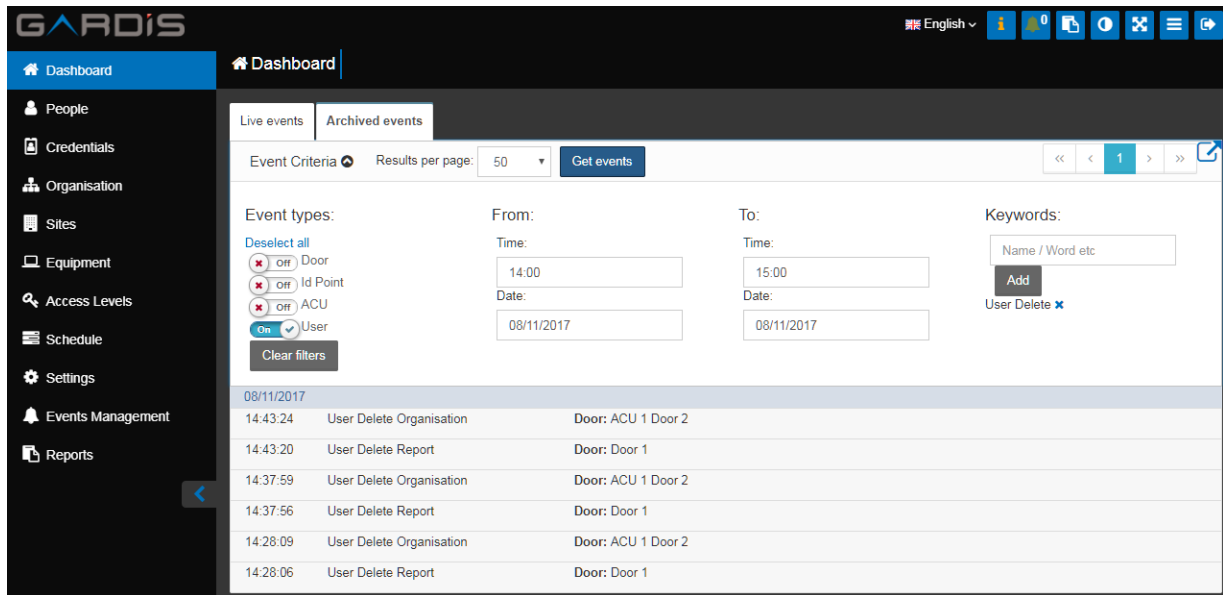 GARDiS
English
i
0
Dashboard
People
Credentials
Organisation
Sites
Equipment
Access Levels
Schedule
Settings
Events Management
Reports
Dashboard
Live events Archived events
Event Criteria Results per page: 50 Get events << < 1 > >>
Event types: From: To: Keywords:
Deselect all Time: Time: Name / Word etc
Off Door 14:00 15:00 Add
Off Id Point Date: Date: User Delete ×
Off ACU 08/11/2017 08/11/2017
On User
Clear filters
08/11/2017
14:43:24 User Delete Organisation Door: ACU 1 Door 2
14:43:20 User Delete Report Door: Door 1
14:37:59 User Delete Organisation Door: ACU 1 Door 2
14:37:56 User Delete Report Door: Door 1
14:28:09 User Delete Organisation Door: ACU 1 Door 2
14:28:06 User Delete Report Door: Door 1